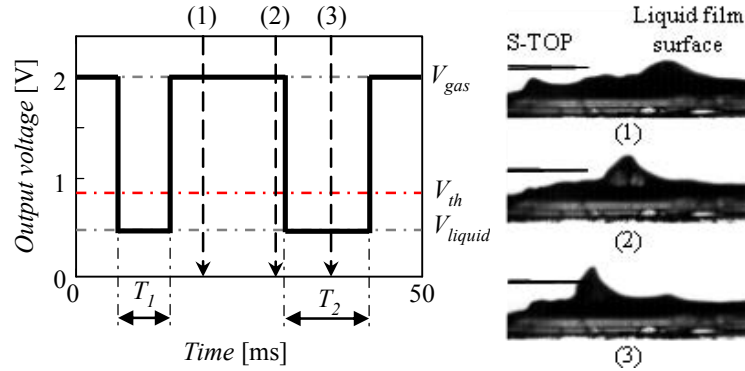 (1) (2) (3)
Output voltage [V]
2
1
0
V_gas
V_th
V_liquid
0 50
T_1 T_2
Time [ms]
S-TOP
Liquid film
surface
(1)
(2)
(3)